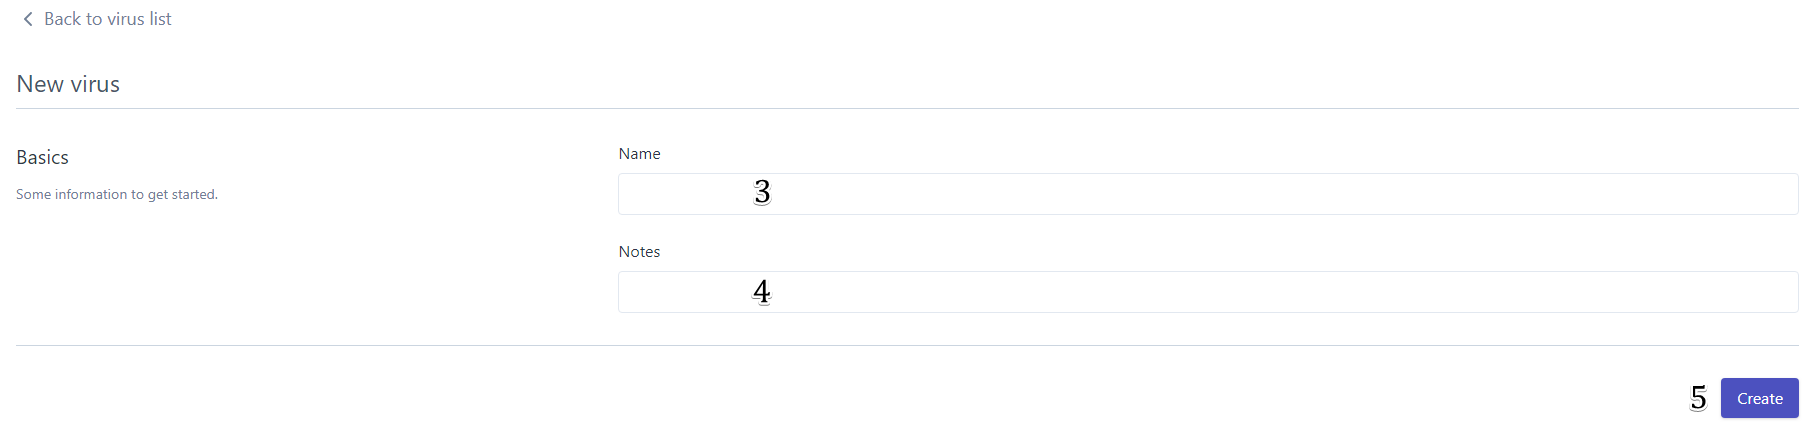 Back to virus list
New virus
Basics
Some information to get started.
Name
3
Notes
4
5 Create